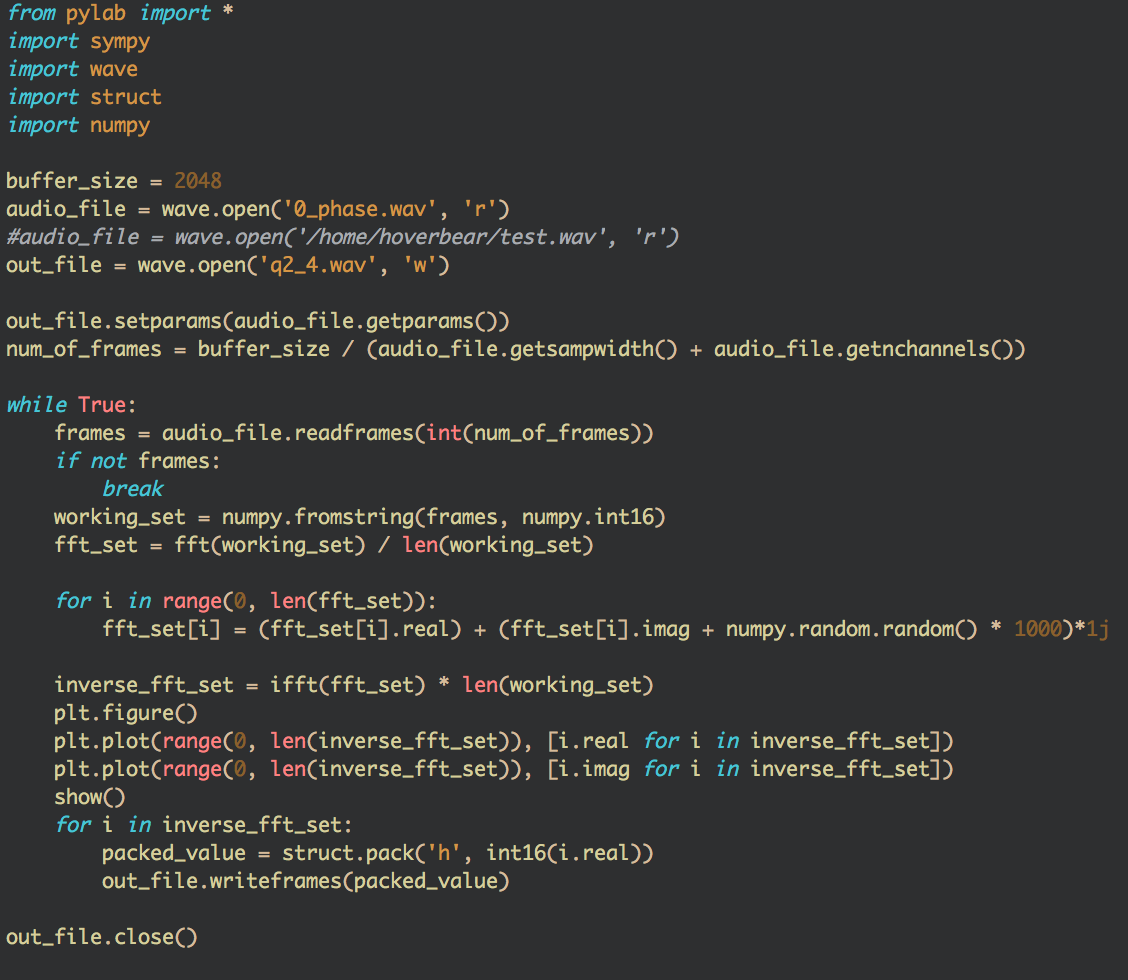 from pylab import *
import sympy
import wave
import struct
import numpy

buffer_size = 2048
audio_file = wave.open('0_phase.wav', 'r')
#audio_file = wave.open('/home/hoverbear/test.wav', 'r')
out_file = wave.open('q2_4.wav', 'w')

out_file.setparams(audio_file.getparams())
num_of_frames = buffer_size / (audio_file.getsampwidth() + audio_file.getnchannels())

while True:
    frames = audio_file.readframes(int(num_of_frames))
    if not frames:
        break
    working_set = numpy.fromstring(frames, numpy.int16)
    fft_set = fft(working_set) / len(working_set)

    for i in range(0, len(fft_set)):
        fft_set[i] = (fft_set[i].real) + (fft_set[i].imag + numpy.random.random() * 1000)*1j

    inverse_fft_set = ifft(fft_set) * len(working_set)
    plt.figure()
    plt.plot(range(0, len(inverse_fft_set)), [i.real for i in inverse_fft_set])
    plt.plot(range(0, len(inverse_fft_set)), [i.imag for i in inverse_fft_set])
    show()
    for i in inverse_fft_set:
        packed_value = struct.pack('h', int16(i.real))
        out_file.writeframes(packed_value)

out_file.close()